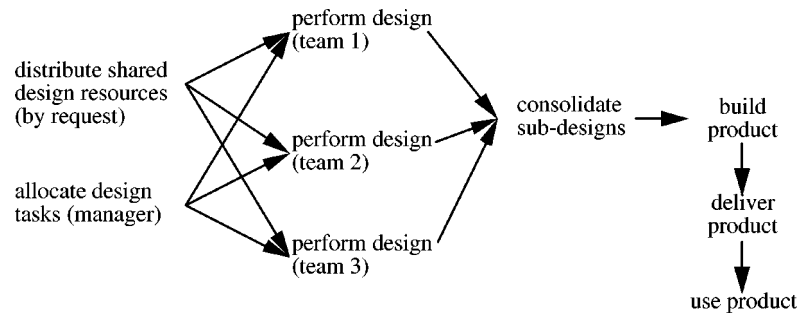 distribute shared
design resources
(by request)
allocate design
tasks (manager)
perform design
(team 1)
perform design
(team 2)
perform design
(team 3)
consolidate
sub-designs
build
product
deliver
product
use product